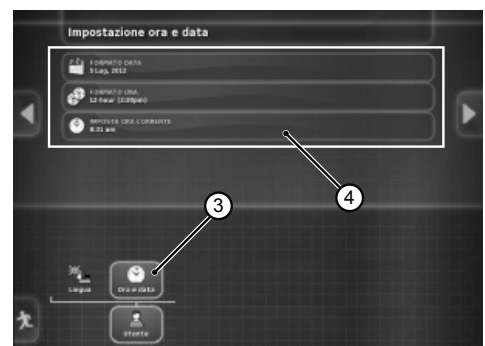 Impostazione ora e data
FORMATO DATA
5 Lug, 2012
FORMATO ORA
12-hour (2:30pm)
IMPOSTA ORA CORRENTE
8:31 am
4
3
Lingua
Ora e data
Utente